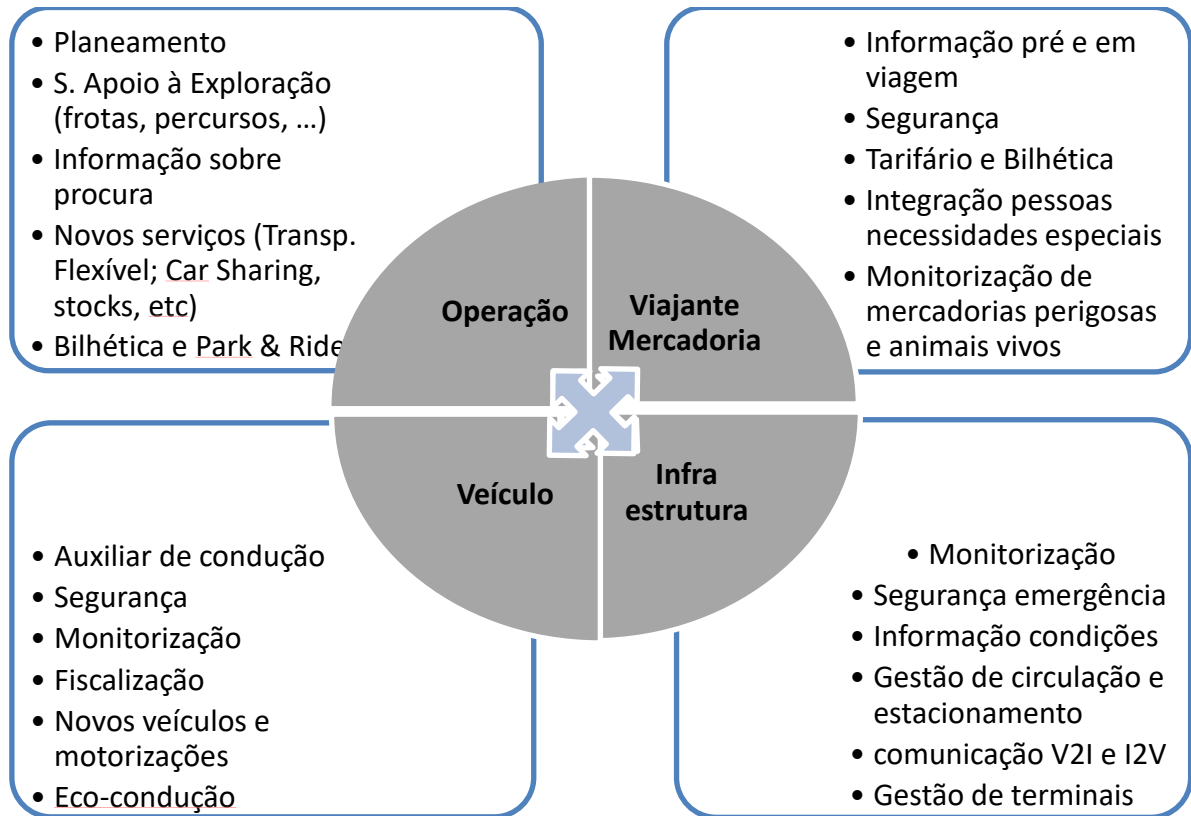 • Planeamento
• S. Apoio à Exploração
(frotas, percursos, ...)
• Informação sobre
procura
• Novos serviços (Transp.
Flexível; Car Sharing,
stocks, etc)
• Bilhética e Park & Ride
• Informação pré e em
viagem
• Segurança
• Tarifário e Bilhética
• Integração pessoas
necessidades especiais
• Monitorização de
mercadorias perigosas
e animais vivos
Operação
Viajante
Mercadoria
Veículo
Infra
estrutura
• Auxiliar de condução
• Segurança
• Monitorização
• Fiscalização
• Novos veículos e
motorizações
• Eco-condução
• Monitorização
• Segurança emergência
• Informação condições
• Gestão de circulação e
estacionamento
• comunicação V2I e I2V
• Gestão de terminais